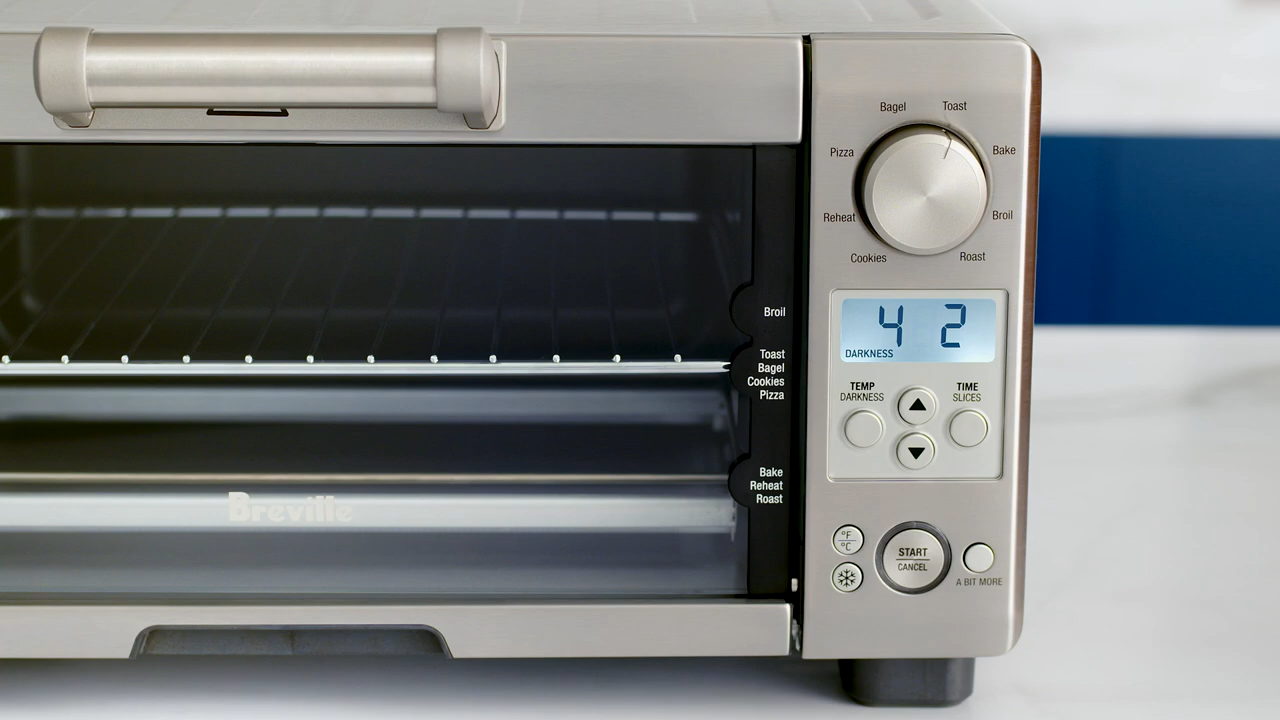 Bagel Toast
Pizza Bake
Reheat Broil
Cookies Roast
Broil
4 2
DARKNESS
Toast
Bagel
Cookies
Pizza
TEMP
DARKNESS
TIME
SLICES
Bake
Reheat
Roast
Breville
°F
°C
START
CANCEL
A BIT MORE